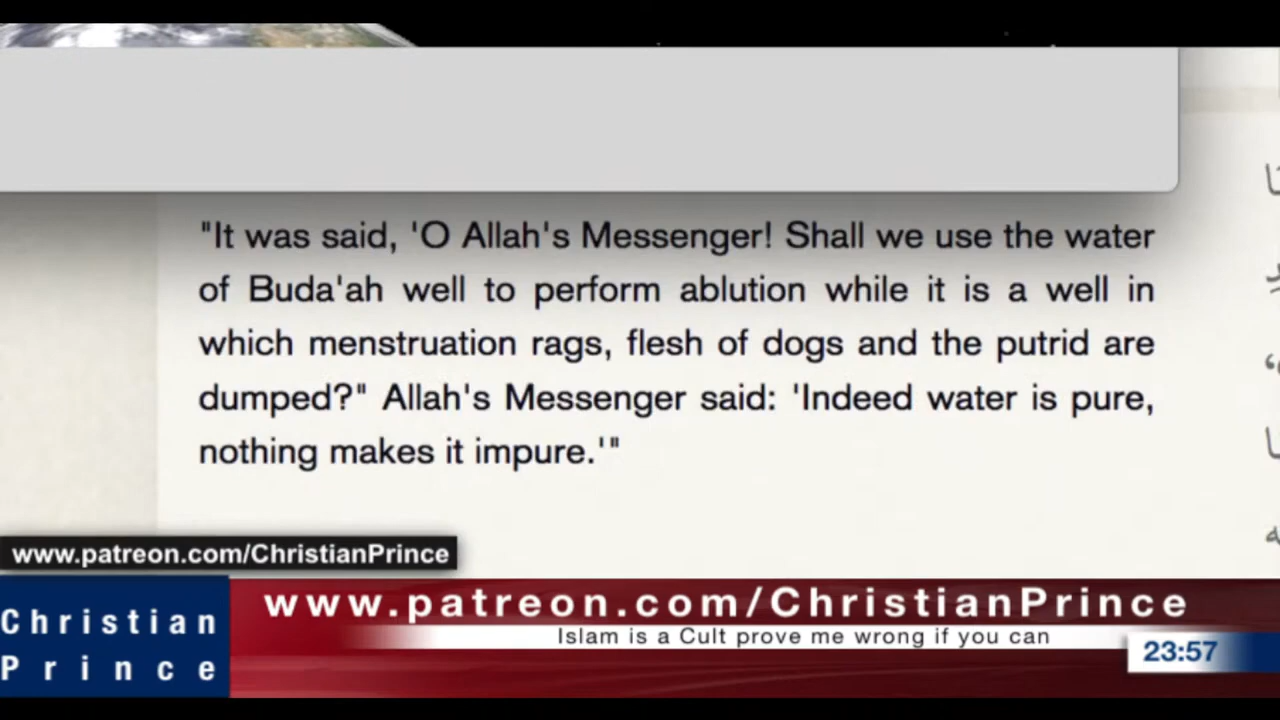 "It was said, 'O Allah's Messenger! Shall we use the water
of Buda'ah well to perform ablution while it is a well in
which menstruation rags, flesh of dogs and the putrid are
dumped?" Allah's Messenger said: 'Indeed water is pure,
nothing makes it impure.'"
www.patreon.com/ChristianPrince
Christian
Prince
www.patreon.com/ChristianPrince
Islam is a Cult prove me wrong if you can
23:57